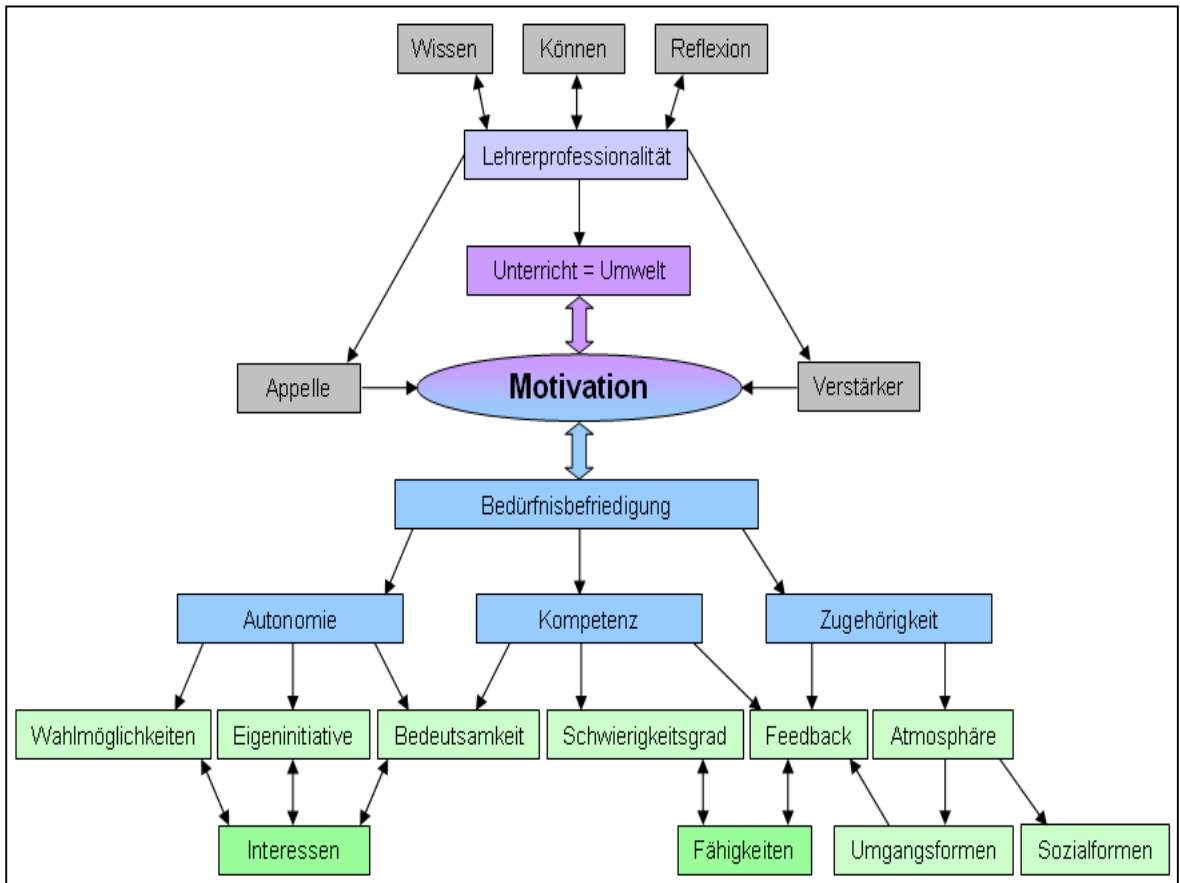 Wissen
Können
Reflexion
Lehrerprofessionalität
Unterricht = Umwelt
Appelle
Motivation
Verstärker
Bedürfnisbefriedigung
Autonomie
Kompetenz
Zugehörigkeit
Wahlmöglichkeiten
Eigeninitiative
Bedeutsamkeit
Schwierigkeitsgrad
Feedback
Atmosphäre
Interessen
Fähigkeiten
Umgangsformen
Sozialformen